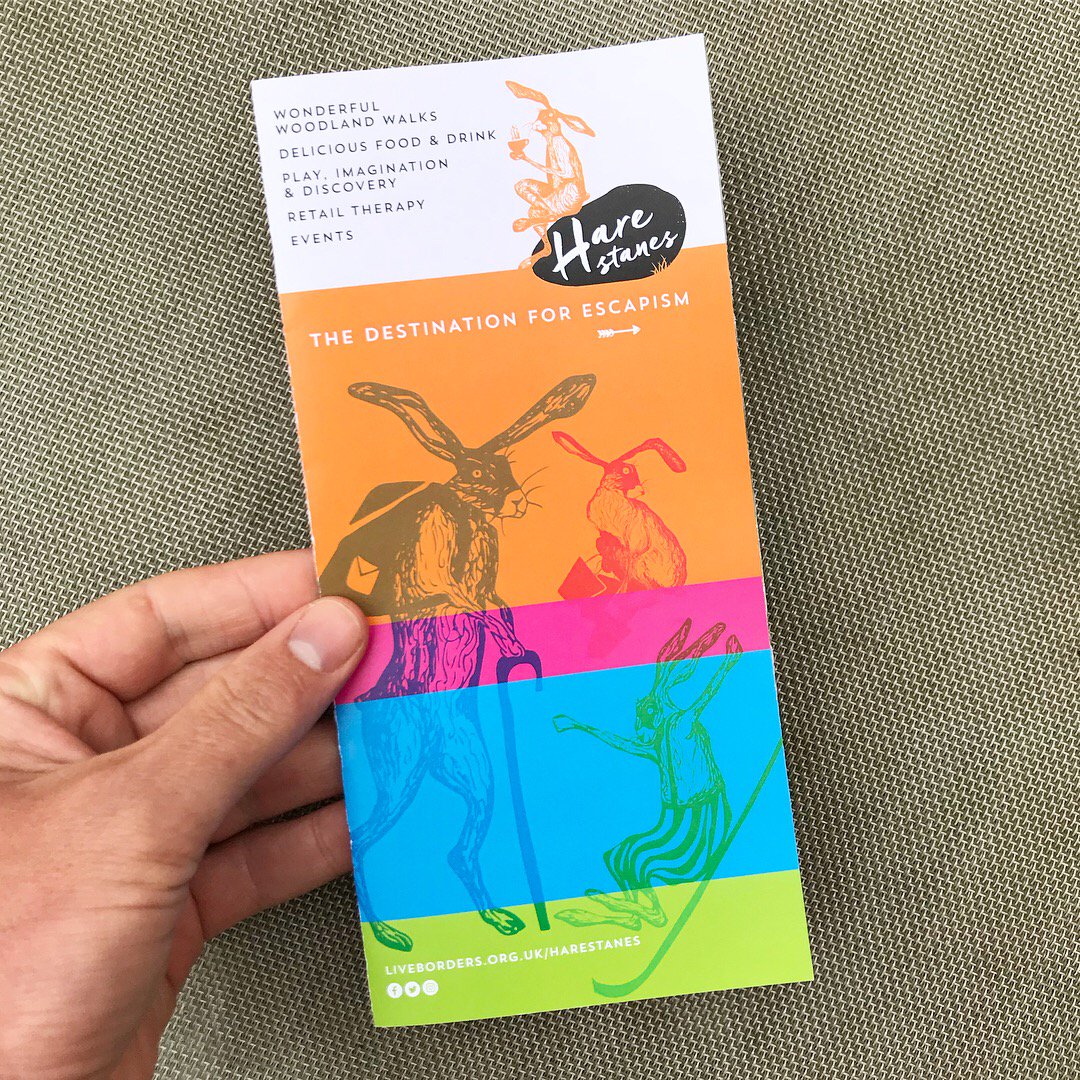 WONDERFUL
WOODLAND WALKS
DELICIOUS FOOD & DRINK
PLAY, IMAGINATION
& DISCOVERY
RETAIL THERAPY
EVENTS
Hare
stanes
THE DESTINATION FOR ESCAPISM
LIVEBORDERS.ORG.UK/HARESTANES